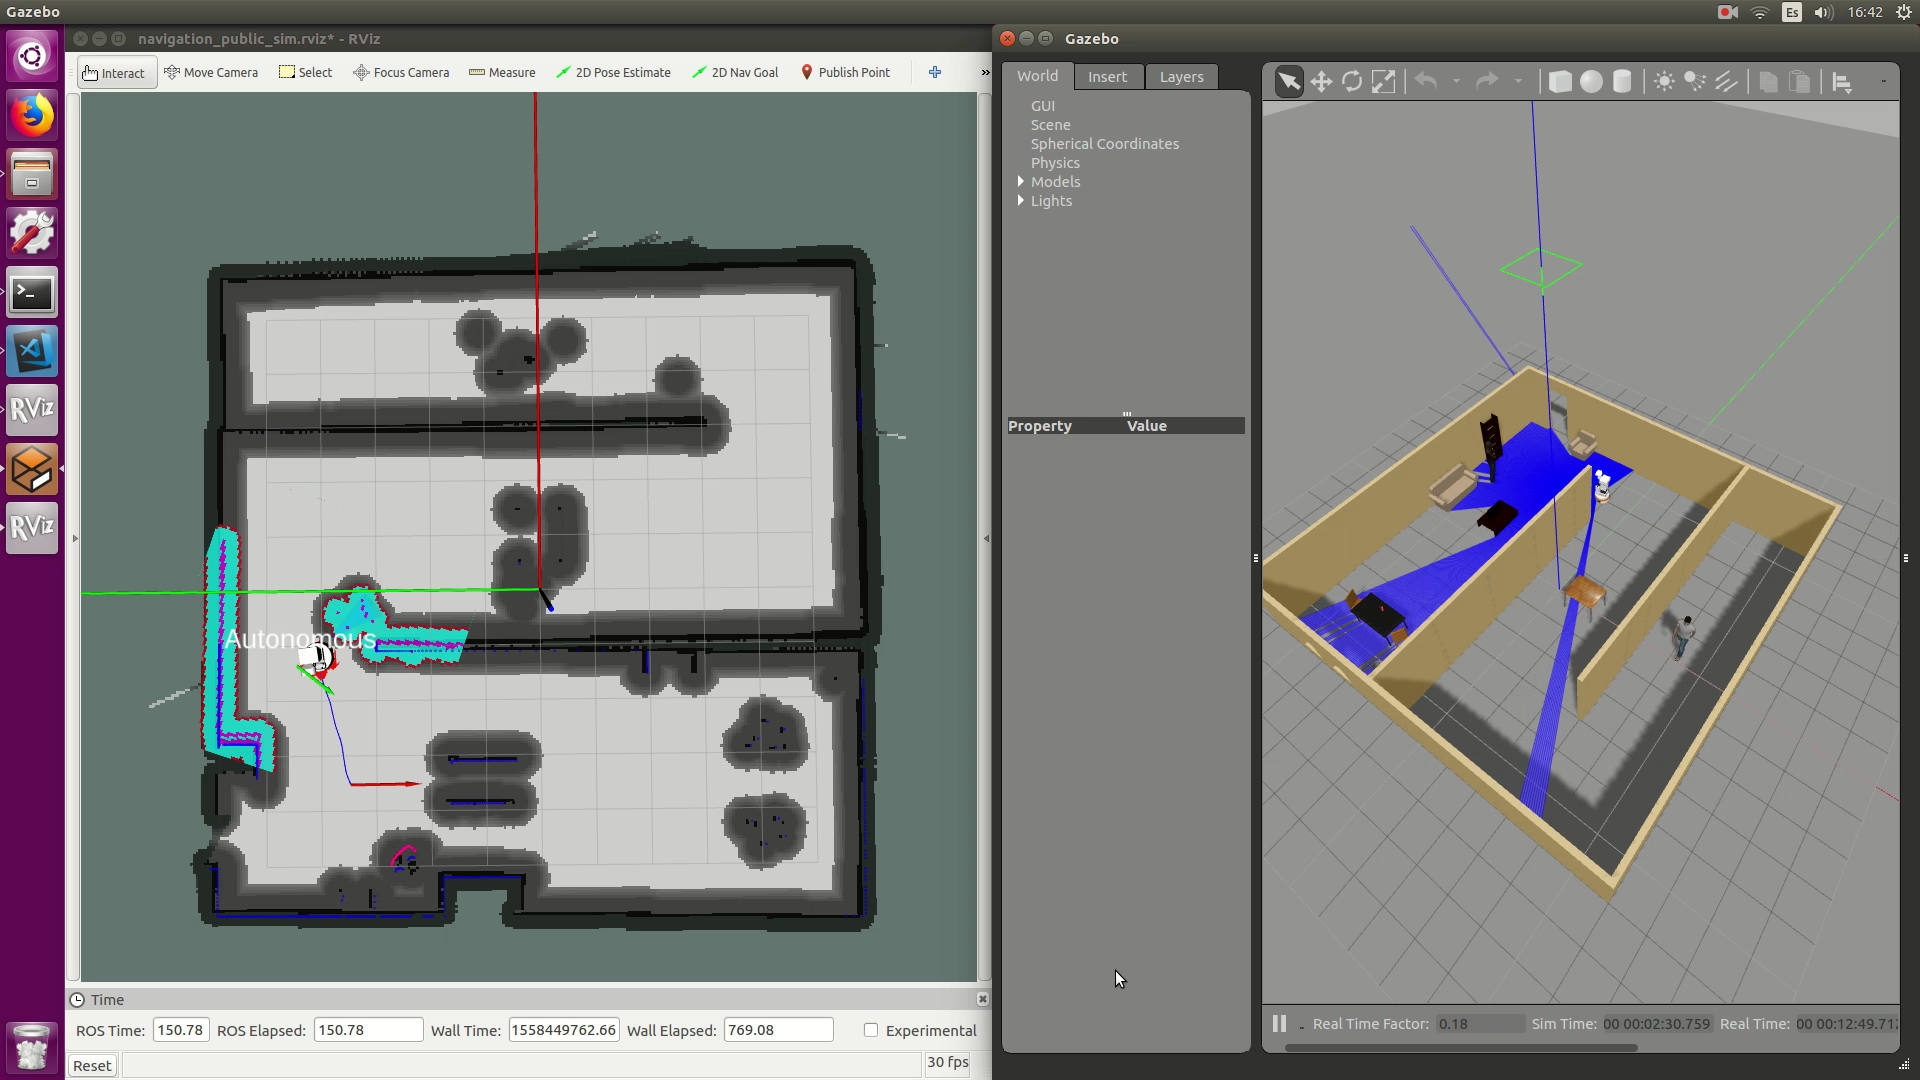 Gazebo
Es
16:42
navigation_public_sim.rviz* - RViz
Interact
Move Camera
Select
Focus Camera
Measure
2D Pose Estimate
2D Nav Goal
Publish Point
»
RViz
RViz
Autonomous
Time
ROS Time: 150.78
ROS Elapsed: 150.78
Wall Time: 1558449762.66
Wall Elapsed: 769.08
Experimental
Reset
30 fps
Gazebo
World
Insert
Layers
GUI
Scene
Spherical Coordinates
Physics
Models
Lights
Property
Value
Real Time Factor: 0.18
Sim Time: 00 00:02:30.759
Real Time: 00 00:12:49.71